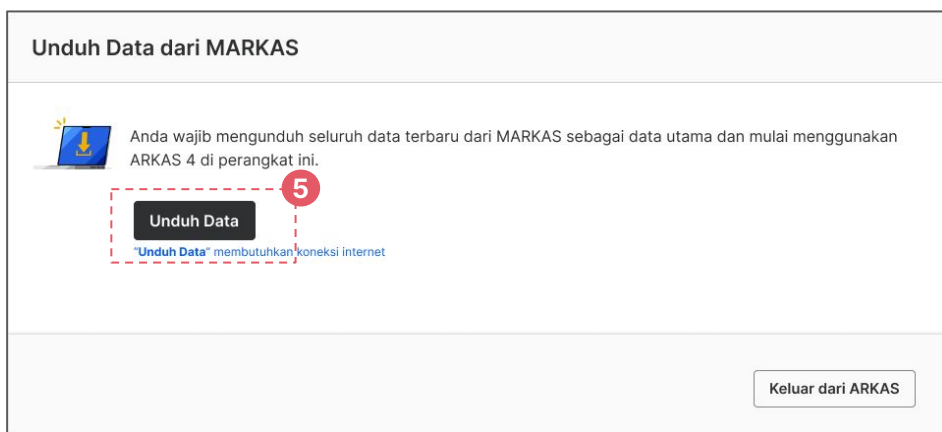 Unduh Data dari MARKAS
Anda wajib mengunduh seluruh data terbaru dari MARKAS sebagai data utama dan mulai menggunakan
ARKAS 4 di perangkat ini.
5
Unduh Data
"Unduh Data" membutuhkan koneksi internet
Keluar dari ARKAS